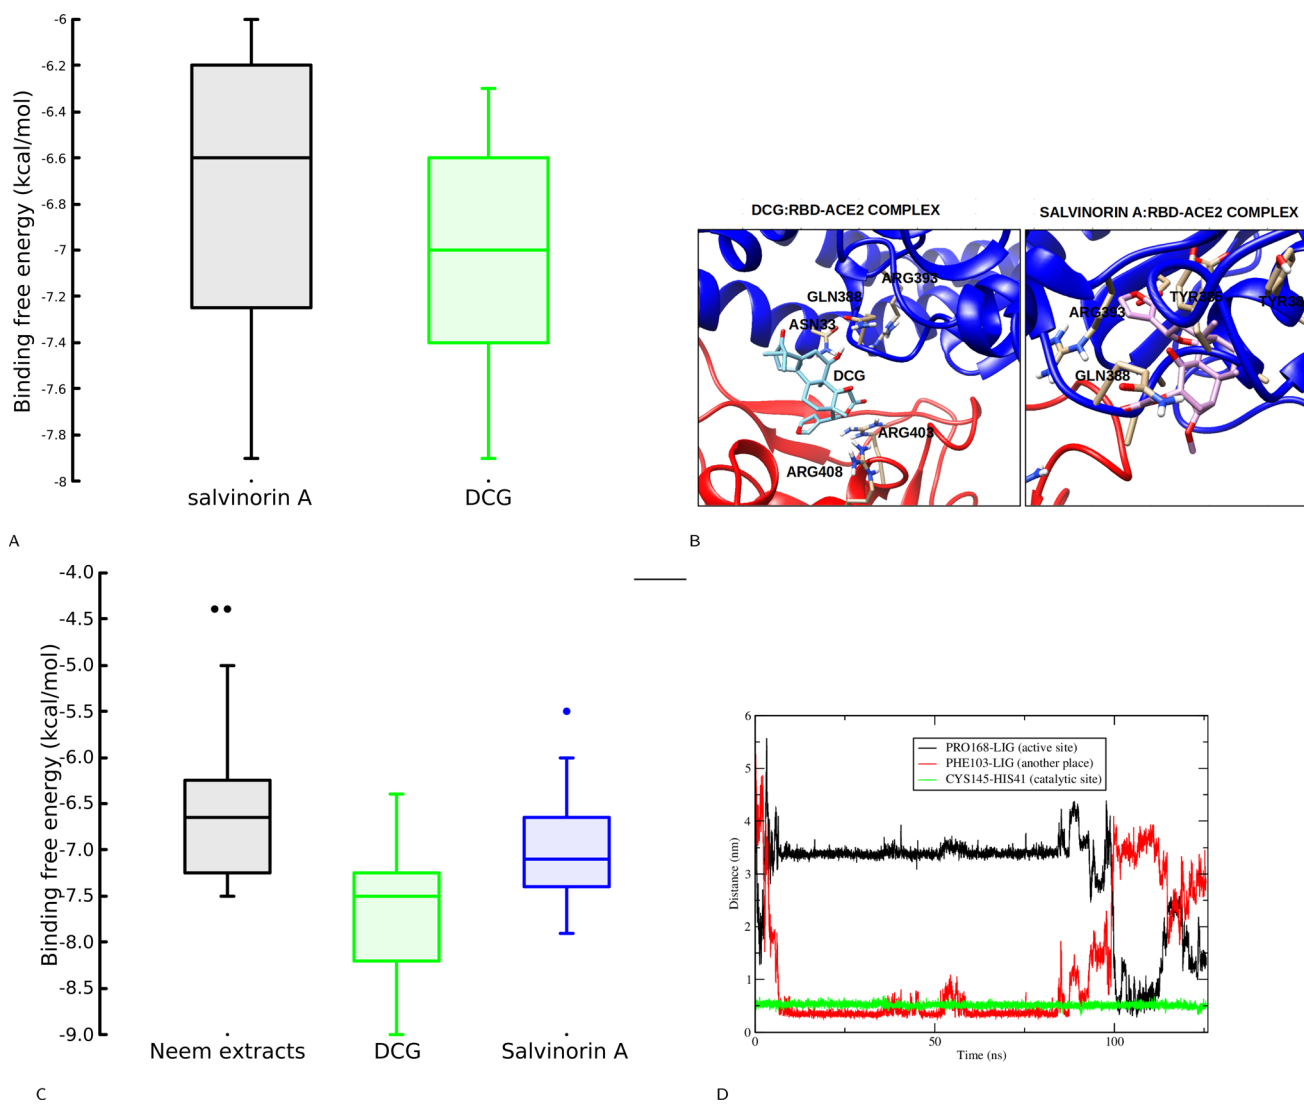 Binding free energy (kcal/mol)
-6
-6.2
-6.4
-6.6
-6.8
-7
-7.2
-7.4
-7.6
-7.8
-8
salvinorin A
DCG
A
DCG:RBD-ACE2 COMPLEX
ARG393
GLN388
ASN33
DCG
ARG403
ARG408
SALVINORIN A:RBD-ACE2 COMPLEX
ARG393
GLN388
B
Binding free energy (kcal/mol)
-4.0
-4.5
-5.0
-5.5
-6.0
-6.5
-7.0
-7.5
-8.0
-8.5
-9.0
Neem extracts
DCG
Salvinorin A
C
Distance (nm)
6
5
4
3
2
1
0
PRO168-LIG (active site)
PHE103-LIG (another place)
CYS145-HIS41 (catalytic site)
0
50
100
Time (ns)
D